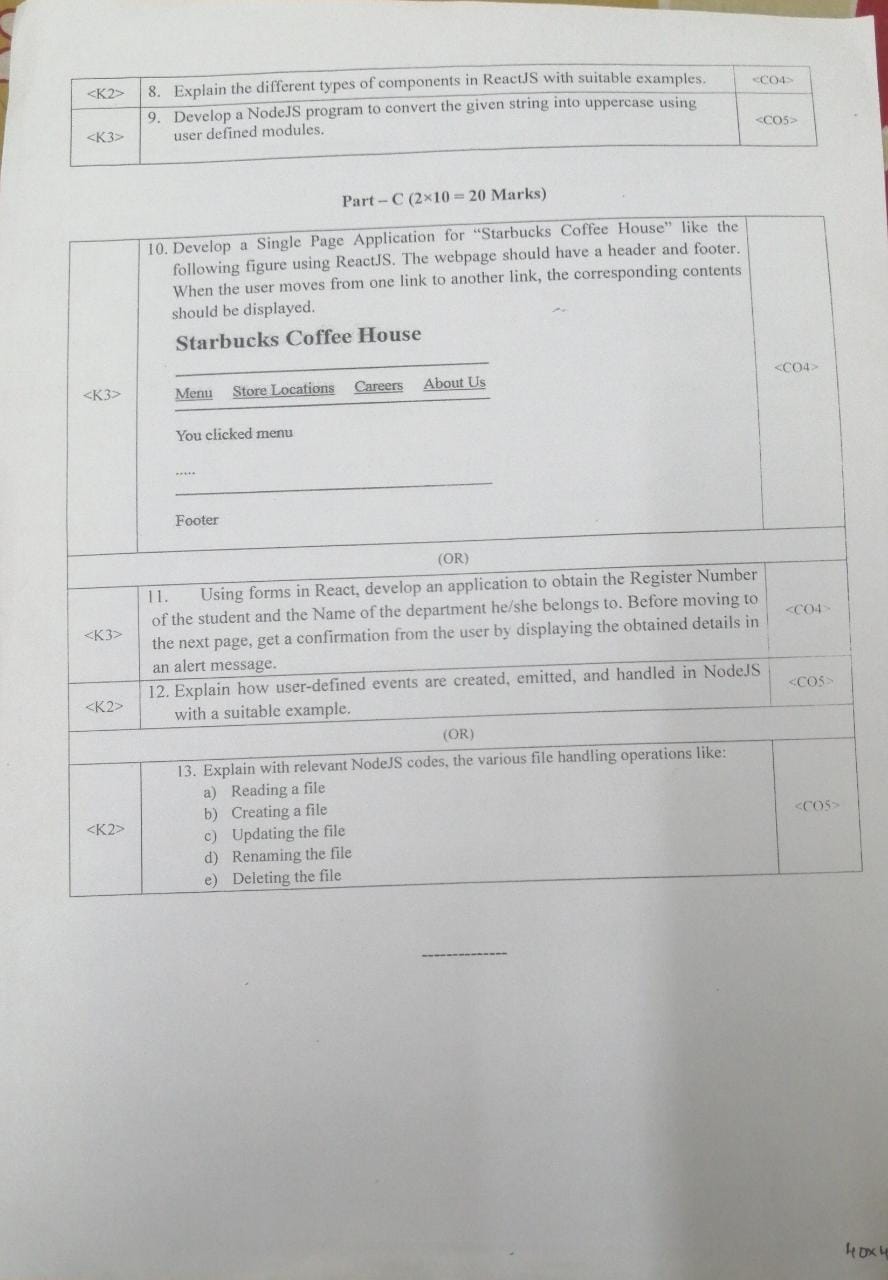 <K2> 8. Explain the different types of components in ReactJS with suitable examples. <CO4>
9. Develop a NodeJS program to convert the given string into uppercase using
<K3> user defined modules. <CO5>
Part – C (2×10 = 20 Marks)
10. Develop a Single Page Application for “Starbucks Coffee House” like the
following figure using ReactJS. The webpage should have a header and footer.
When the user moves from one link to another link, the corresponding contents
should be displayed.
Starbucks Coffee House
<K3> Menu Store Locations Careers About Us <CO4>
You clicked menu
.....
Footer
(OR)
11. Using forms in React, develop an application to obtain the Register Number
of the student and the Name of the department he/she belongs to. Before moving to
<K3> the next page, get a confirmation from the user by displaying the obtained details in <CO4>
an alert message.
12. Explain how user-defined events are created, emitted, and handled in NodeJS
<K2> with a suitable example. <CO5>
(OR)
13. Explain with relevant NodeJS codes, the various file handling operations like:
a) Reading a file
b) Creating a file
<K2> c) Updating the file <CO5>
d) Renaming the file
e) Deleting the file
--------------
40x4